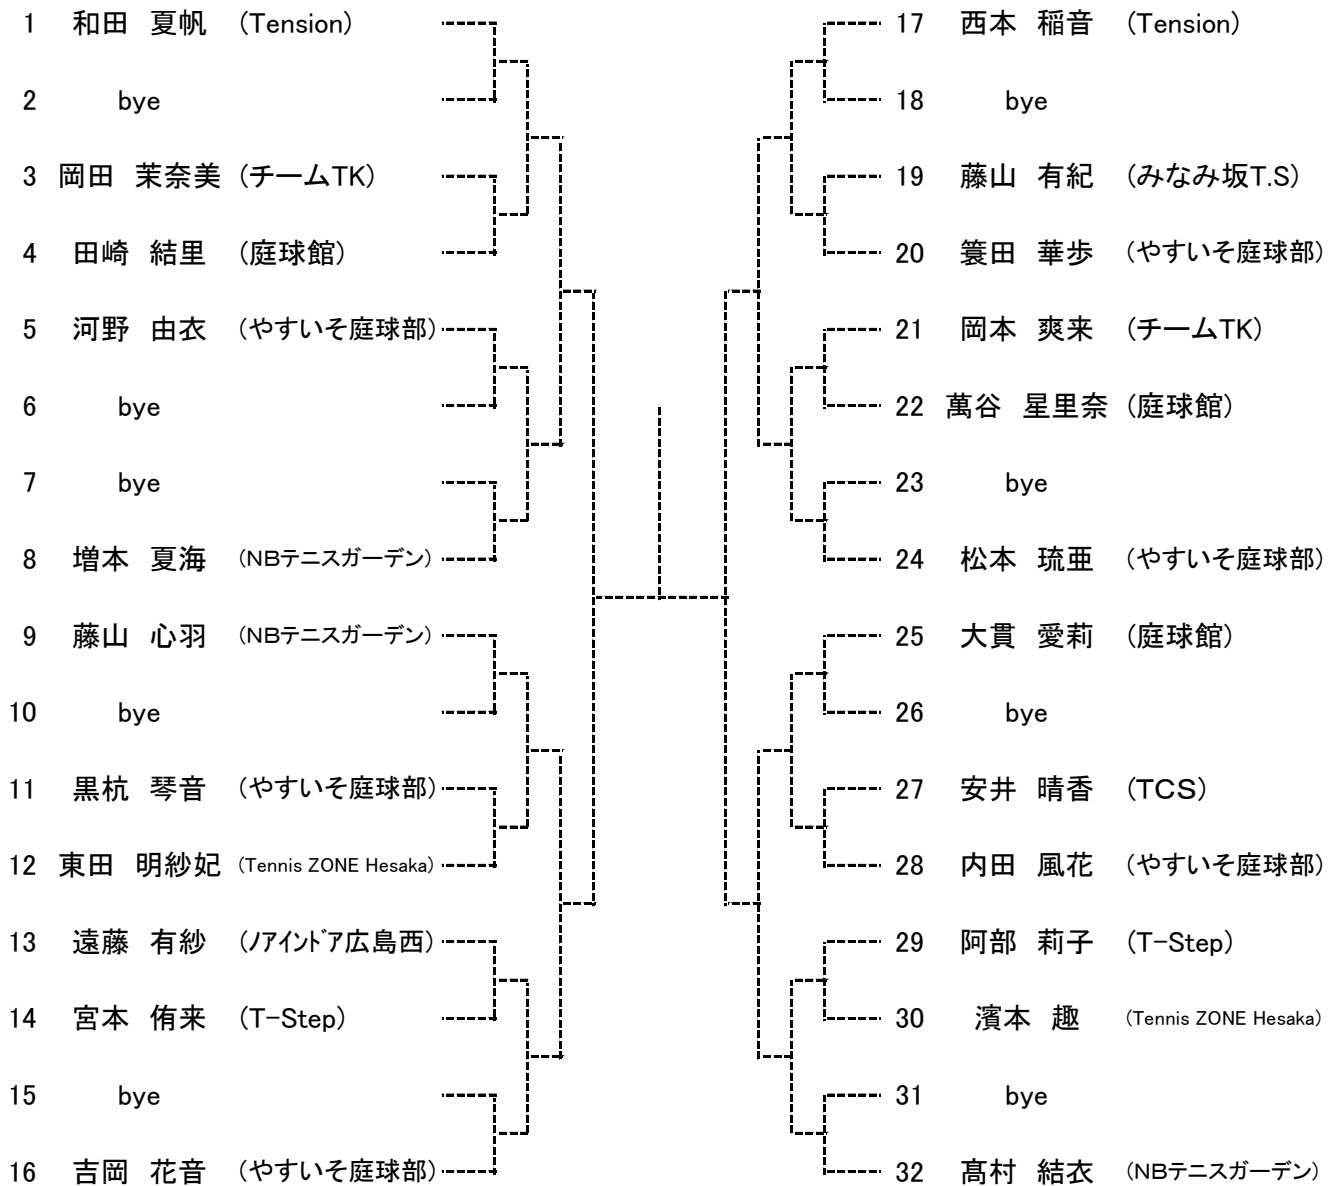 1 和田 夏帆 (Tension)
2 bye
3 岡田 茉奈美 (チームTK)
4 田崎 結里 (庭球館)
5 河野 由衣 (やすいそ庭球部)
6 bye
7 bye
8 増本 夏海 (NBテニスガーデン)
9 藤山 心羽 (NBテニスガーデン)
10 bye
11 黒杭 琴音 (やすいそ庭球部)
12 東田 明紗妃 (Tennis ZONE Hesaka)
13 遠藤 有紗 (ﾉｱｲﾝﾄﾞｱ広島西)
14 宮本 侑来 (T-Step)
15 bye
16 吉岡 花音 (やすいそ庭球部)
17 西本 稲音 (Tension)
18 bye
19 藤山 有紀 (みなみ坂T.S)
20 簑田 華歩 (やすいそ庭球部)
21 岡本 爽来 (チームTK)
22 萬谷 星里奈 (庭球館)
23 bye
24 松本 琉亜 (やすいそ庭球部)
25 大貫 愛莉 (庭球館)
26 bye
27 安井 晴香 (TCS)
28 内田 風花 (やすいそ庭球部)
29 阿部 莉子 (T-Step)
30 濱本 趣 (Tennis ZONE Hesaka)
31 bye
32 髙村 結衣 (NBテニスガーデン)